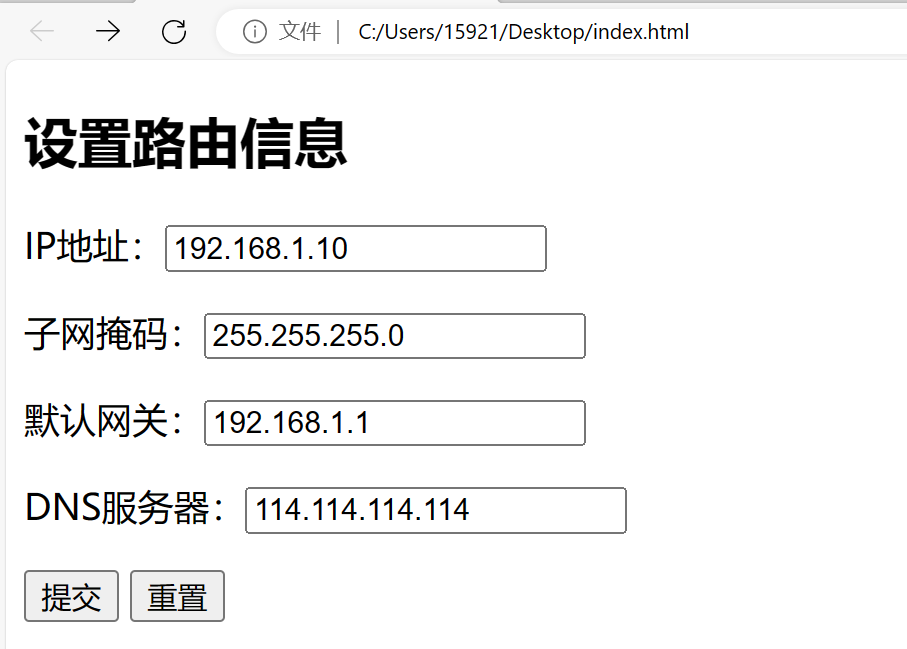 文件 | C:/Users/15921/Desktop/index.html
设置路由信息
IP地址： 192.168.1.10
子网掩码： 255.255.255.0
默认网关： 192.168.1.1
DNS服务器： 114.114.114.114
提交 重置